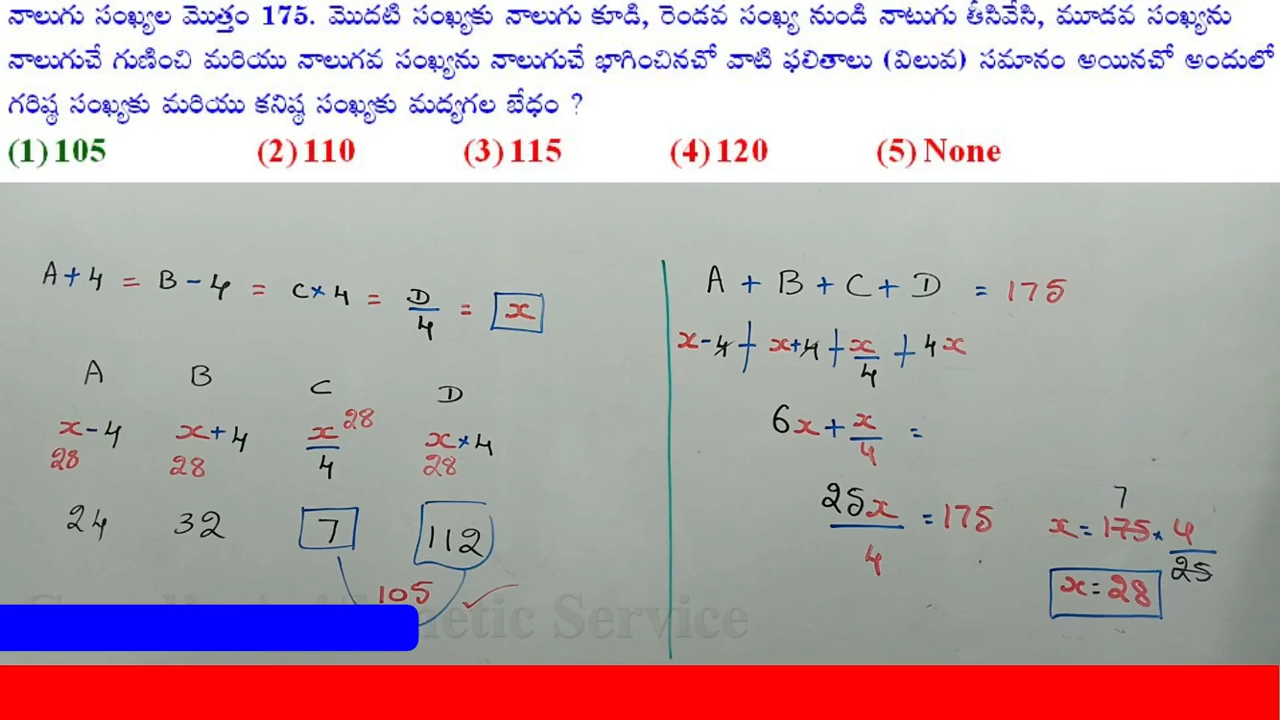 నాలుగు సంఖ్యల మొత్తం 175. మొదటి సంఖ్యకు నాలుగు కూడి, రెండవ సంఖ్య నుండి నాటుగు తీసివేసి, మూడవ సంఖ్యను
నాలుగుచే గుణించి మరియు నాలుగవ సంఖ్యను నాలుగుచే భాగించినచో వాటి ఫలితాలు (విలువ) సమానం అయినచో అందులో
గరిష్ఠ సంఖ్యకు మరియు కనిష్ఠ సంఖ్యకు మద్యగల బేధం ?
(1) 105 (2) 110 (3) 115 (4) 120 (5) None
A + 4 = B - 4 = C × 4 = D/4 = x
A B C D
x - 4 x + 4 x/4 x × 4
28 28 28 28
24 32 7 112
105
A + B + C + D = 175
x - 4 + x + 4 + x/4 + 4x
6x + x/4 =
25x/4 = 175
7
x = 175 × 4/25
x = 28
etic Service